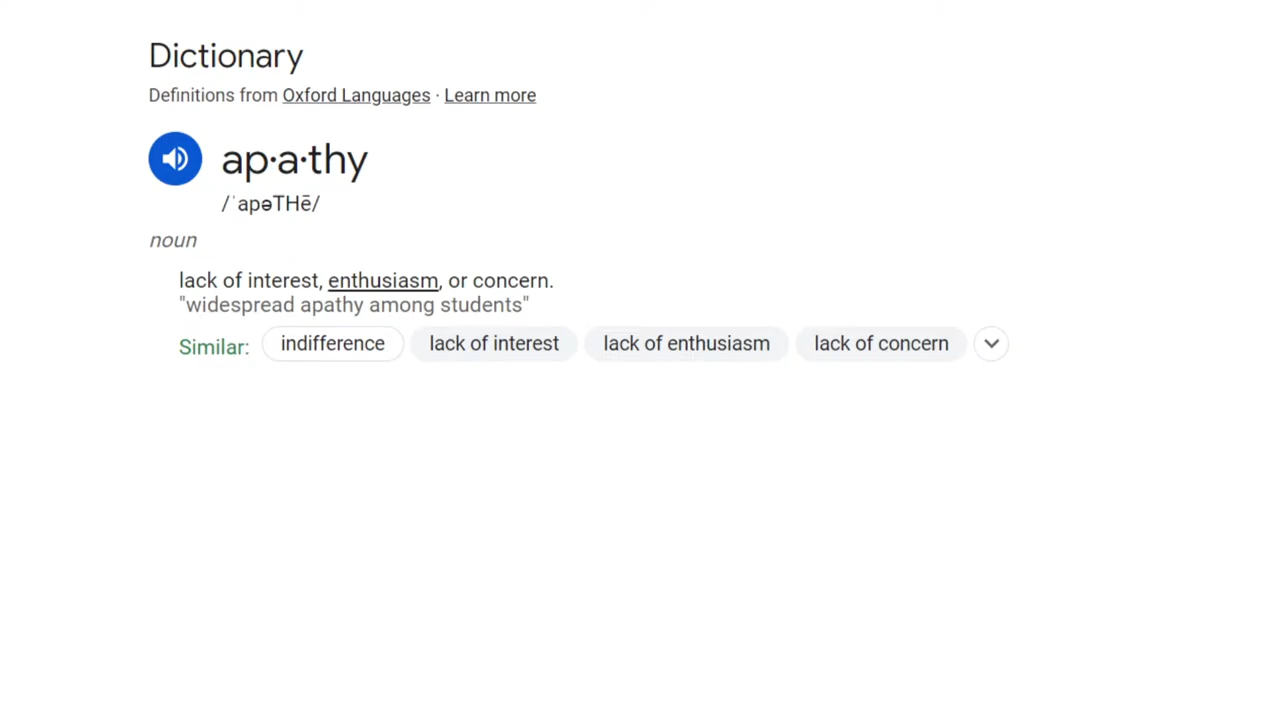 Dictionary
Definitions from Oxford Languages · Learn more
ap·a·thy
/ˈapəTHē/
noun
lack of interest, enthusiasm, or concern.
"widespread apathy among students"
Similar: indifference lack of interest lack of enthusiasm lack of concern